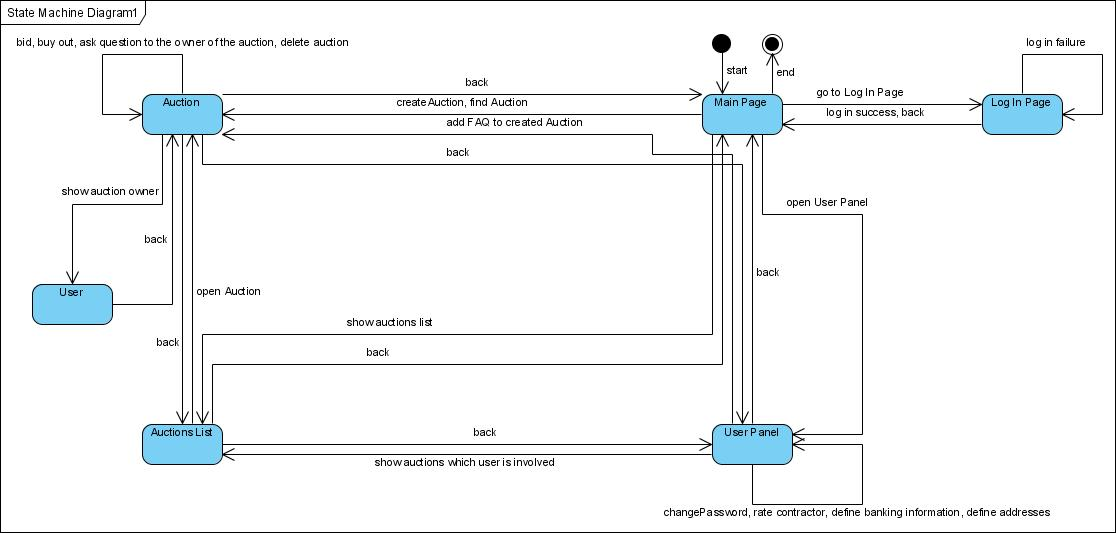 State Machine Diagram1
bid, buy out, ask question to the owner of the auction, delete auction
log in failure
start
end
back
Auction
createAuction, find Auction
Main Page
go to Log In Page
Log In Page
log in success, back
add FAQ to created Auction
back
show auction owner
open User Panel
back
back
User
open Auction
show auctions list
back
back
Auctions List
back
User Panel
show auctions which user is involved
changePassword, rate contractor, define banking information, define addresses